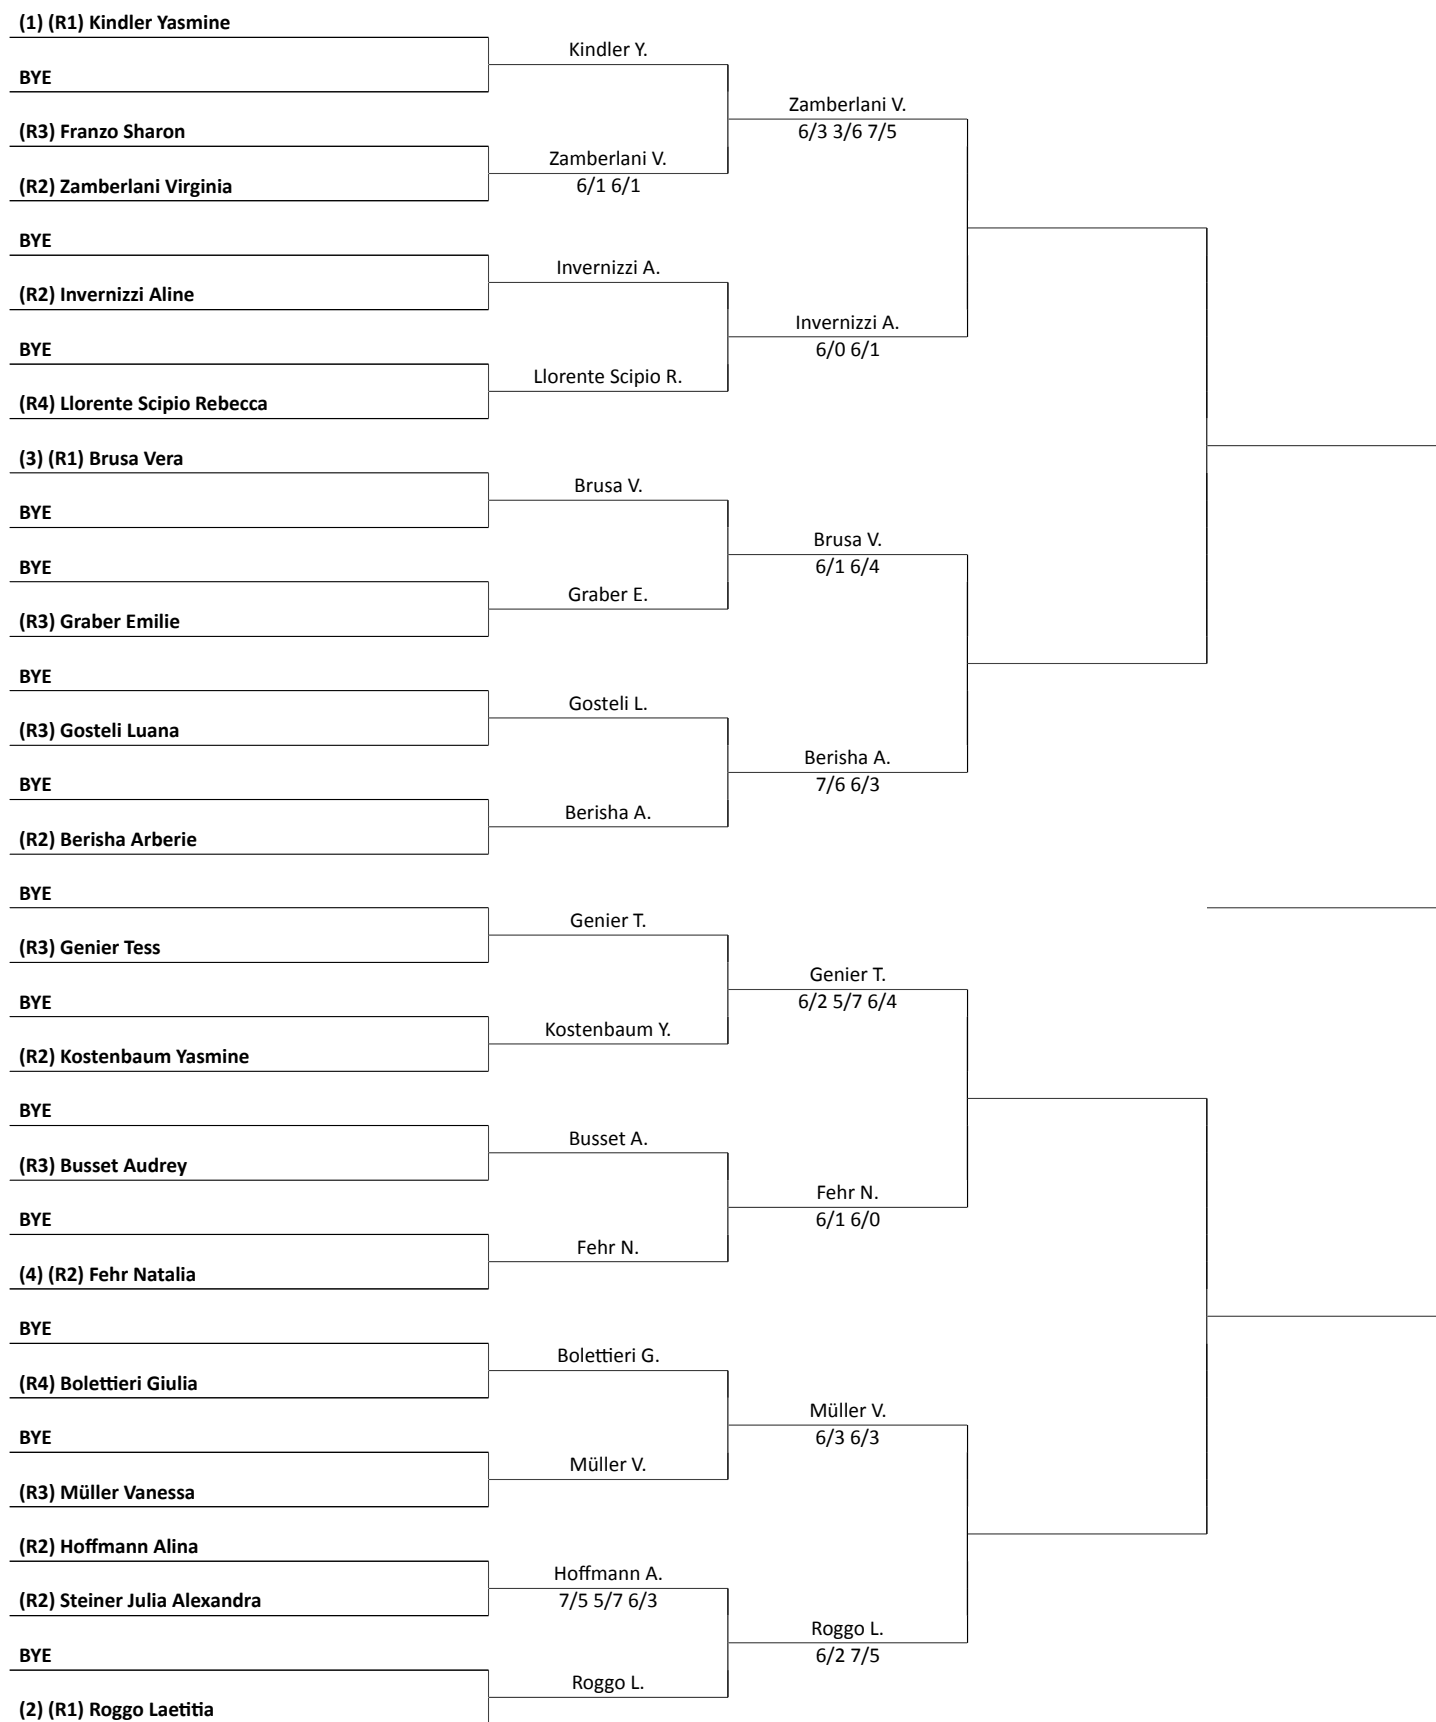 (1) (R1) Kindler Yasmine
Kindler Y.
BYE
Zamberlani V.
6/3 3/6 7/5
(R3) Franzo Sharon
Zamberlani V.
6/1 6/1
(R2) Zamberlani Virginia
BYE
Invernizzi A.
(R2) Invernizzi Aline
Invernizzi A.
6/0 6/1
BYE
Llorente Scipio R.
(R4) Llorente Scipio Rebecca
(3) (R1) Brusa Vera
Brusa V.
BYE
Brusa V.
6/1 6/4
BYE
Graber E.
(R3) Graber Emilie
BYE
Gosteli L.
(R3) Gosteli Luana
Berisha A.
7/6 6/3
BYE
Berisha A.
(R2) Berisha Arberie
BYE
Genier T.
(R3) Genier Tess
Genier T.
6/2 5/7 6/4
BYE
Kostenbaum Y.
(R2) Kostenbaum Yasmine
BYE
Busset A.
(R3) Busset Audrey
Fehr N.
6/1 6/0
BYE
Fehr N.
(4) (R2) Fehr Natalia
BYE
Bolettieri G.
(R4) Bolettieri Giulia
Müller V.
6/3 6/3
BYE
Müller V.
(R3) Müller Vanessa
(R2) Hoffmann Alina
Hoffmann A.
7/5 5/7 6/3
(R2) Steiner Julia Alexandra
Roggo L.
6/2 7/5
BYE
Roggo L.
(2) (R1) Roggo Laetitia